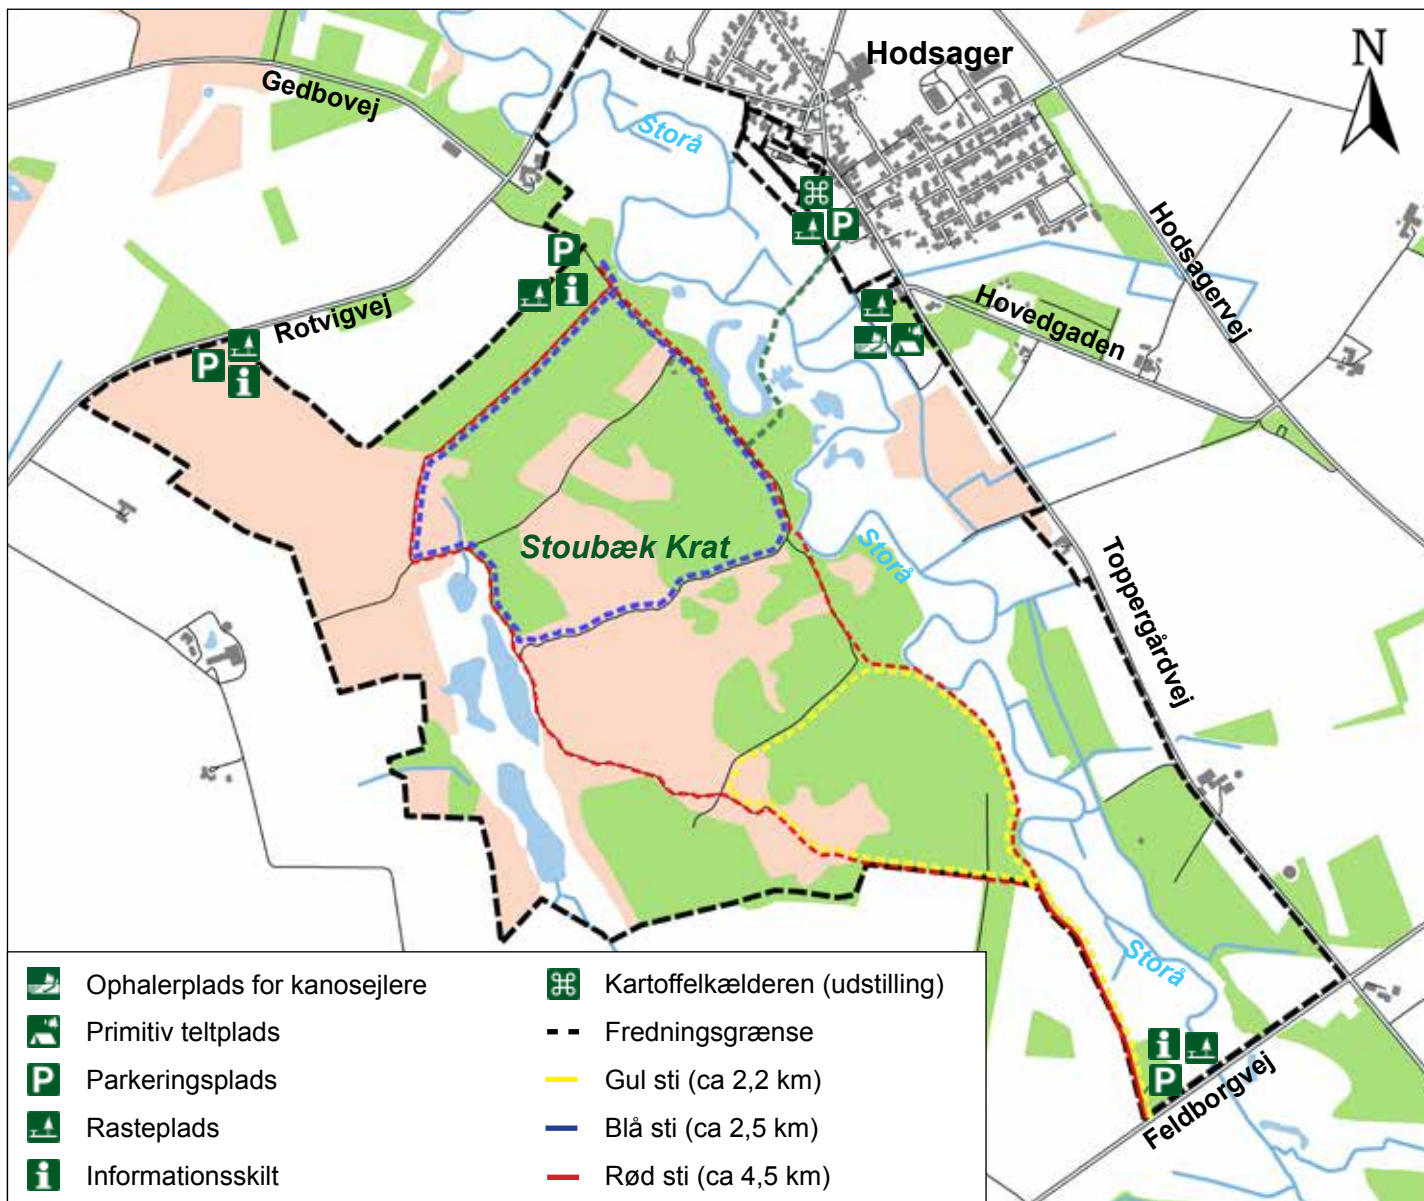 Hodsager
N
Gedbovej
Storå
Hodsagervej
P
P
i
Rotvigvej
Hovedgaden
P
i
Stoubæk Krat
Storå
Toppergårdvej
Storå
i
P
Feldborgvej
Ophalerplads for kanosejlere
Primitiv teltplads
P Parkeringsplads
Rasteplads
i Informationsskilt
Kartoffelkælderen (udstilling)
Fredningsgrænse
Gul sti (ca 2,2 km)
Blå sti (ca 2,5 km)
Rød sti (ca 4,5 km)